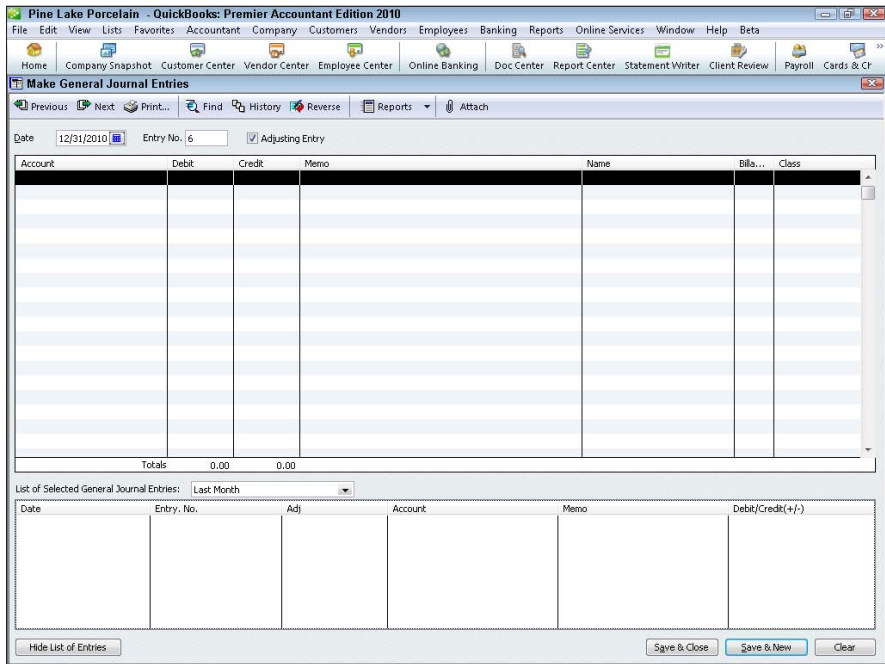 Pine Lake Porcelain - QuickBooks: Premier Accountant Edition 2010
File Edit View Lists Favorites Accountant Company Customers Vendors Employees Banking Reports Online Services Window Help Beta
Home Company Snapshot Customer Center Vendor Center Employee Center Online Banking Doc Center Report Center Statement Writer Client Review Payroll Cards & Cr
Make General Journal Entries
Previous Next Print... Find History Reverse Reports Attach
Date 12/31/2010 Entry No. 6 Adjusting Entry
Account Debit Credit Memo Name Billa... Class
Totals 0.00 0.00
List of Selected General Journal Entries: Last Month
Date Entry. No. Adj Account Memo Debit/Credit(+/-)
Hide List of Entries Save & Close Save & New Clear